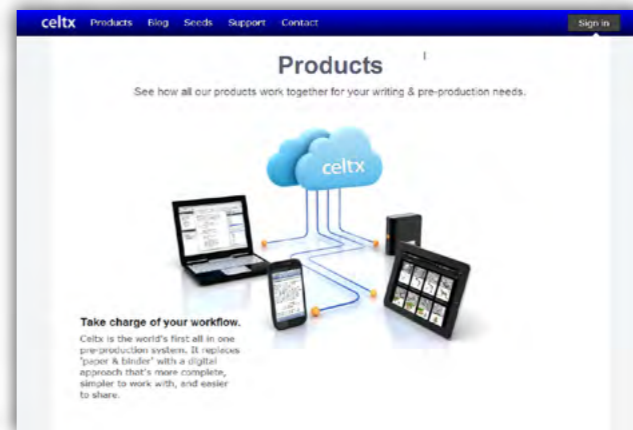 celtx Products Blog Seeds Support Contact Sign in
Products
See how all our products work together for your writing & pre-production needs.
celtx
Take charge of your workflow.
Celtx is the world's first all in one
pre-production system. It replaces
'paper & binder' with a digital
approach that's more complete,
simpler to work with, and easier
to share.